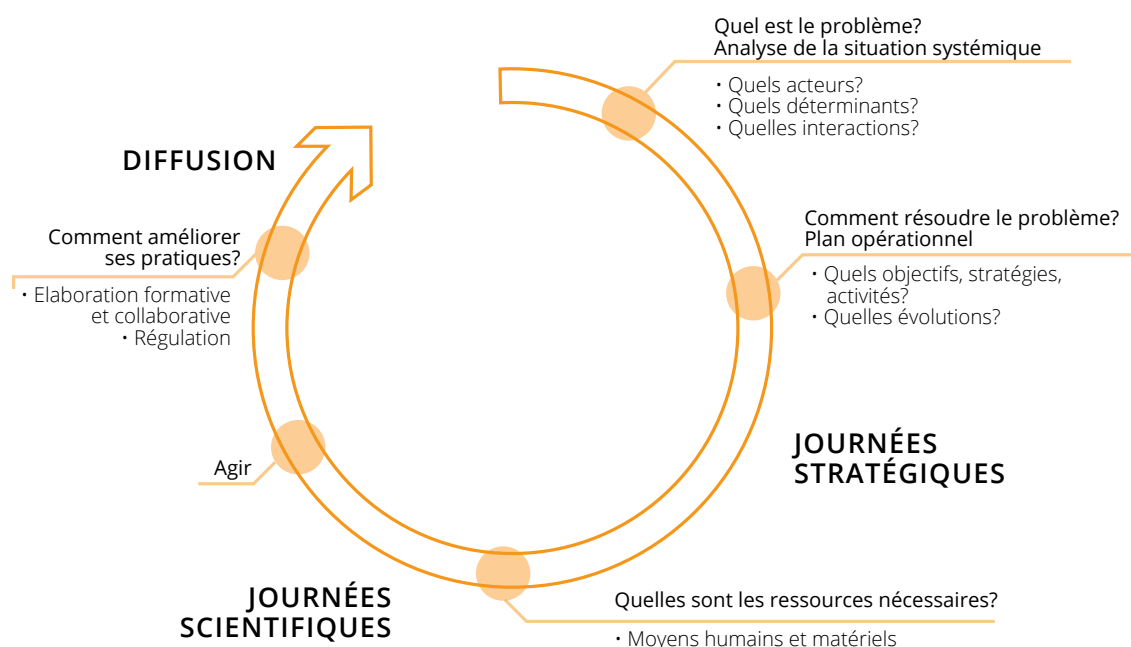 Quel est le problème?
Analyse de la situation systémique
• Quels acteurs?
• Quels déterminants?
• Quelles interactions?
Comment résoudre le problème?
Plan opérationnel
• Quels objectifs, stratégies,
activités?
• Quelles évolutions?
JOURNÉES
STRATÉGIQUES
Quelles sont les ressources nécessaires?
• Moyens humains et matériels
JOURNÉES
SCIENTIFIQUES
Agir
Comment améliorer
ses pratiques?
• Elaboration formative
et collaborative
• Régulation
DIFFUSION